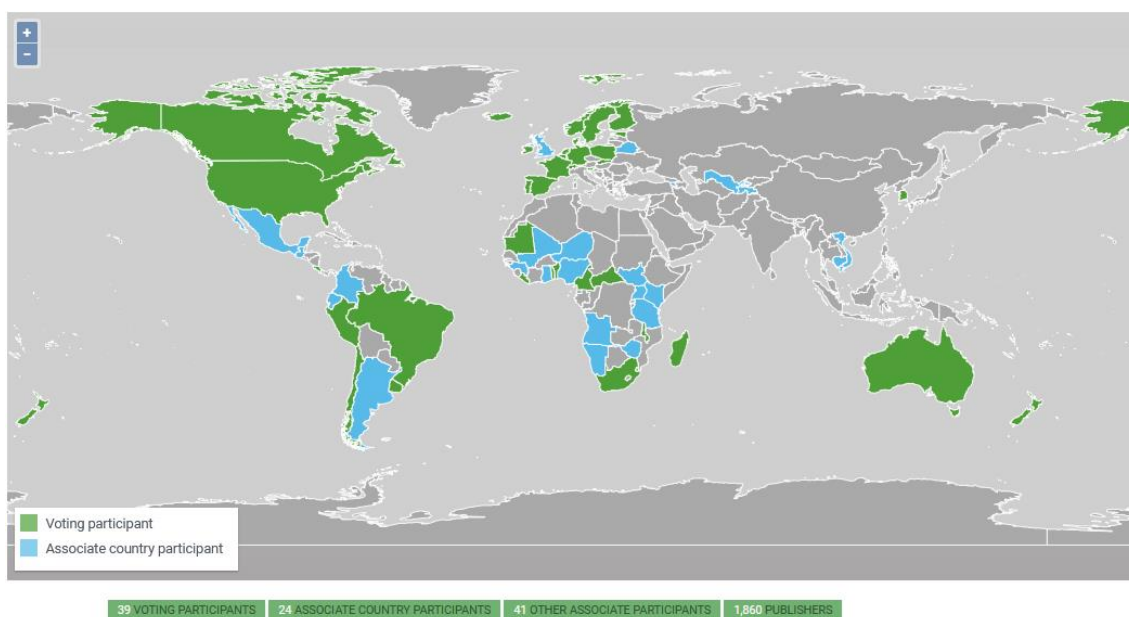 +
−
Voting participant
Associate country participant
39 VOTING PARTICIPANTS 24 ASSOCIATE COUNTRY PARTICIPANTS 41 OTHER ASSOCIATE PARTICIPANTS 1,860 PUBLISHERS